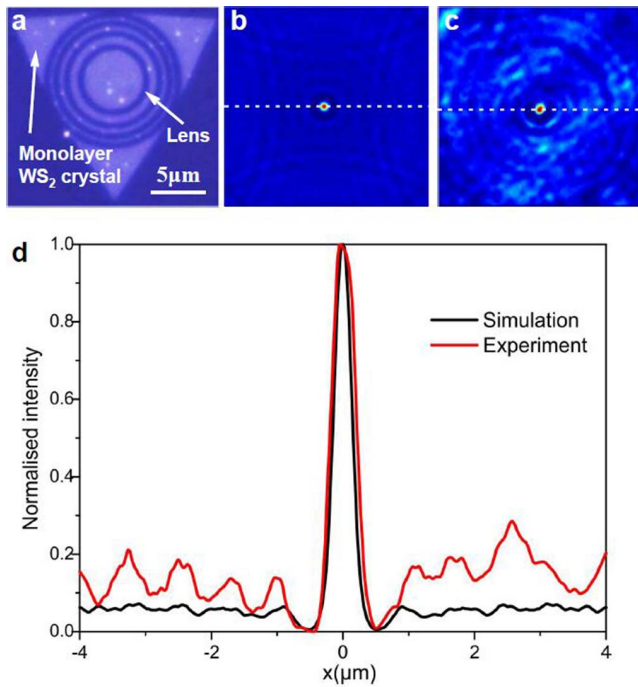 a
b
c
Lens
Monolayer
WS₂ crystal
5μm
d
1.0
0.8
0.6
0.4
0.2
0.0
Normalised intensity
Simulation
Experiment
-4
-2
0
2
4
x(μm)